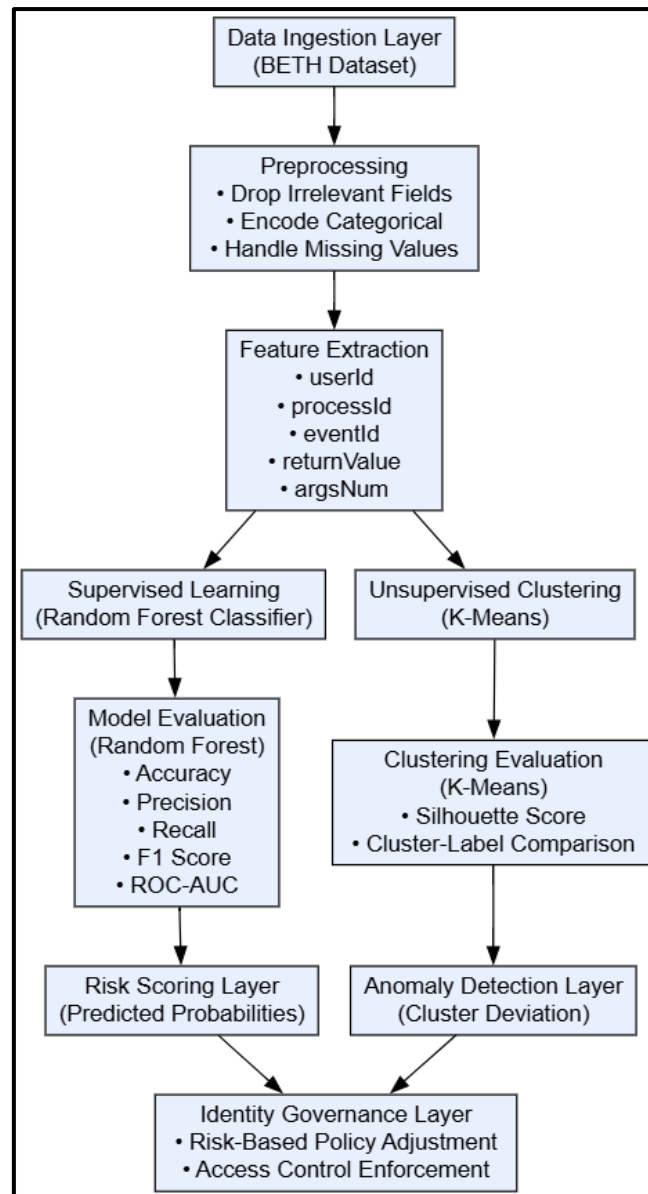 Data Ingestion Layer
(BETH Dataset)
Preprocessing
• Drop Irrelevant Fields
• Encode Categorical
• Handle Missing Values
Feature Extraction
• userId
• processId
• eventId
• returnValue
• argsNum
Supervised Learning
(Random Forest Classifier)
Unsupervised Clustering
(K-Means)
Model Evaluation
(Random Forest)
• Accuracy
• Precision
• Recall
• F1 Score
• ROC-AUC
Clustering Evaluation
(K-Means)
• Silhouette Score
• Cluster-Label Comparison
Risk Scoring Layer
(Predicted Probabilities)
Anomaly Detection Layer
(Cluster Deviation)
Identity Governance Layer
• Risk-Based Policy Adjustment
• Access Control Enforcement